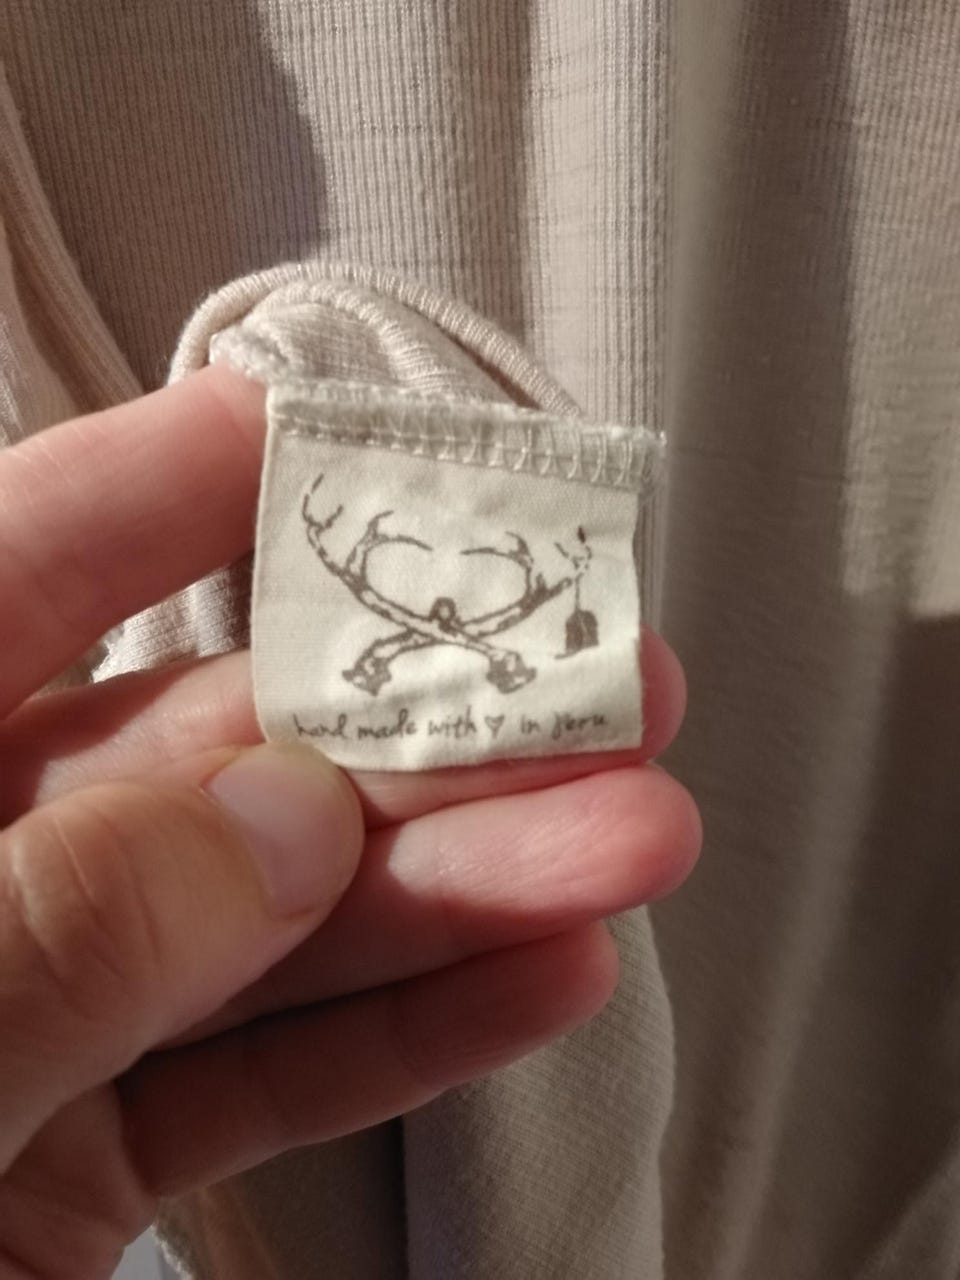 hand made with ♡ in Peru